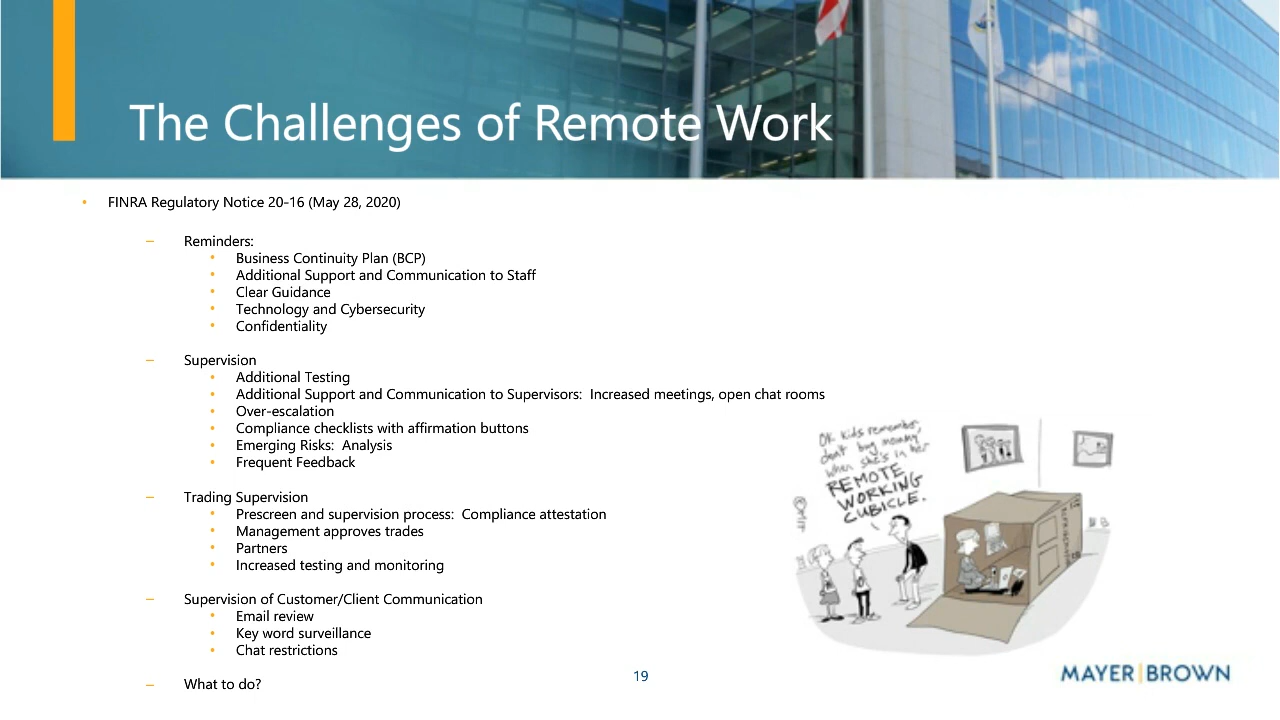 The Challenges of Remote Work
• FINRA Regulatory Notice 20-16 (May 28, 2020)
– Reminders:
• Business Continuity Plan (BCP)
• Additional Support and Communication to Staff
• Clear Guidance
• Technology and Cybersecurity
• Confidentiality
– Supervision
• Additional Testing
• Additional Support and Communication to Supervisors:  Increased meetings, open chat rooms
• Over-escalation
• Compliance checklists with affirmation buttons
• Emerging Risks:  Analysis
• Frequent Feedback
– Trading Supervision
• Prescreen and supervision process:  Compliance attestation
• Management approves trades
• Partners
• Increased testing and monitoring
– Supervision of Customer/Client Communication
• Email review
• Key word surveillance
• Chat restrictions
– What to do?
OK kids remember,
don't bug mommy
when she's in her
REMOTE
WORKING
CUBICLE.
19
MAYER|BROWN